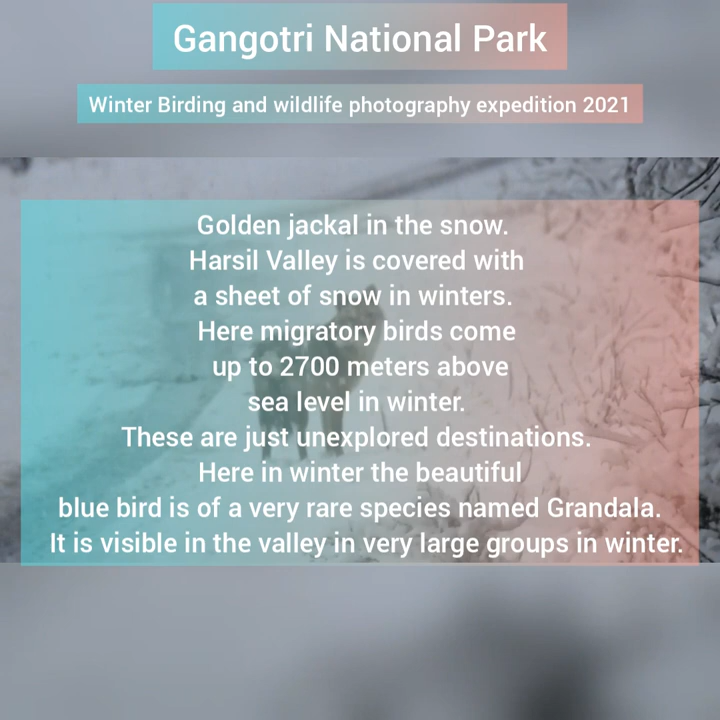 Gangotri National Park
Winter Birding and wildlife photography expedition 2021
Golden jackal in the snow.
Harsil Valley is covered with
a sheet of snow in winters.
Here migratory birds come
up to 2700 meters above
sea level in winter.
These are just unexplored destinations.
Here in winter the beautiful
blue bird is of a very rare species named Grandala.
It is visible in the valley in very large groups in winter.